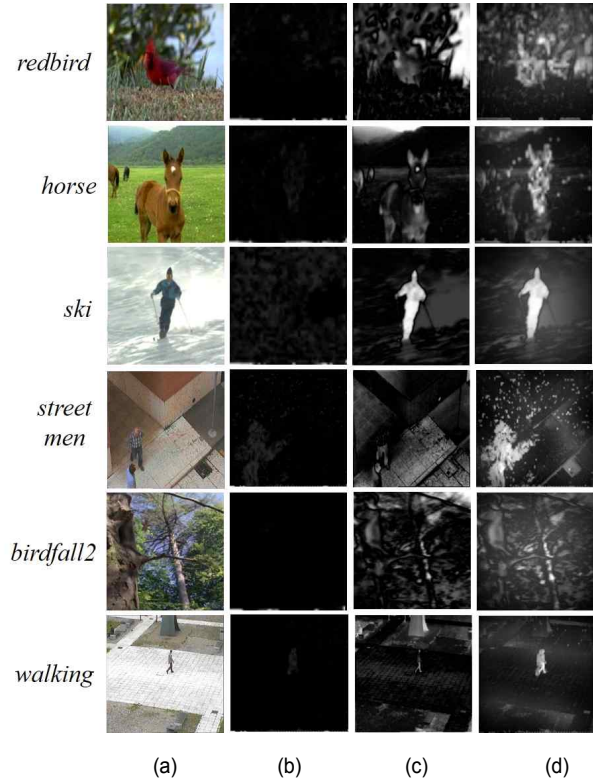 redbird
horse
ski
street
men
birdfall2
walking
(a) (b) (c) (d)